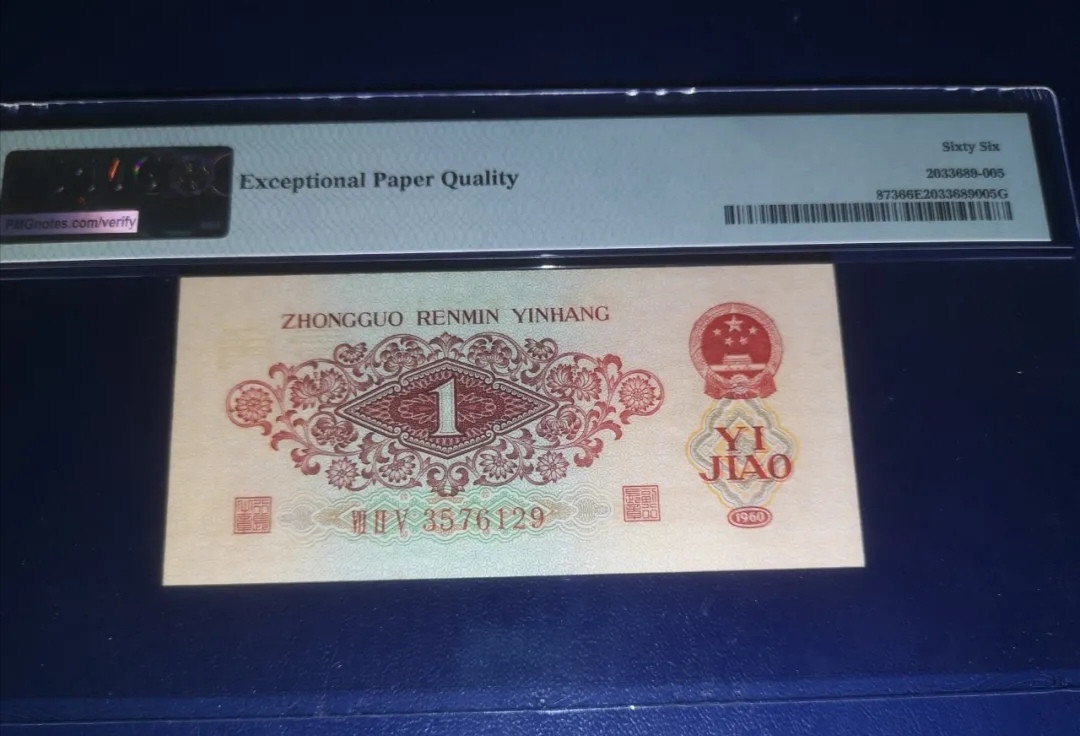 Sixty Six
Exceptional Paper Quality
2033689-005
87366E2033689005G
PMGnotes.com/verify
ZHONGGUO RENMIN YINHANG
1
YI
JIAO
VII II V 3576129
1960